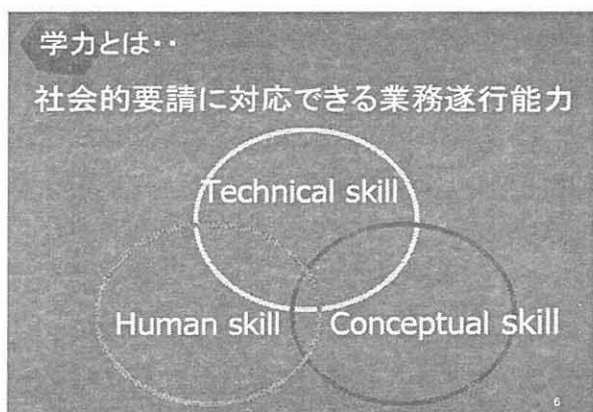 学力とは・・
社会的要請に対応できる業務遂行能力
Technical skill
Human skill
Conceptual skill
6